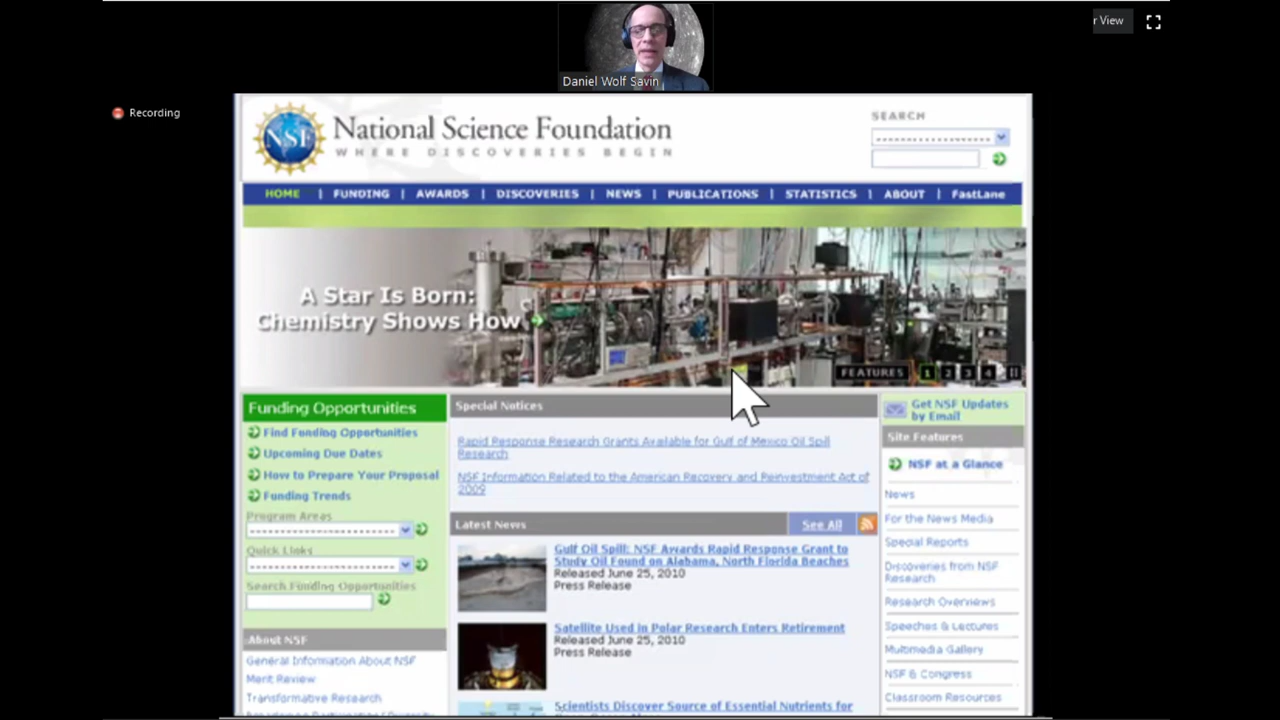 r View
Daniel Wolf Savin
Recording
NSF
National Science Foundation
WHERE DISCOVERIES BEGIN
SEARCH
HOME | FUNDING | AWARDS | DISCOVERIES | NEWS | PUBLICATIONS | STATISTICS | ABOUT | FastLane
A Star Is Born:
Chemistry Shows How
FEATURES 1 2 3 4
Funding Opportunities
Find Funding Opportunities
Upcoming Due Dates
How to Prepare Your Proposal
Funding Trends
Program Areas
Quick Links
Search Funding Opportunities
About NSF
General Information About NSF
Merit Review
Transformative Research
Special Notices
Rapid Response Research Grants Available for Gulf of Mexico Oil Spill
Research
NSF Information Related to the American Recovery and Reinvestment Act of
2009
Latest News
See All
Gulf Oil Spill: NSF Awards Rapid Response Grant to
Study Oil Found on Alabama, North Florida Beaches
Released June 25, 2010
Press Release
Satellite Used in Polar Research Enters Retirement
Released June 25, 2010
Press Release
Scientists Discover Source of Essential Nutrients for
Get NSF Updates
by Email
Site Features
NSF at a Glance
News
For the News Media
Special Reports
Discoveries from NSF
Research
Research Overviews
Speeches & Lectures
Multimedia Gallery
NSF & Congress
Classroom Resources